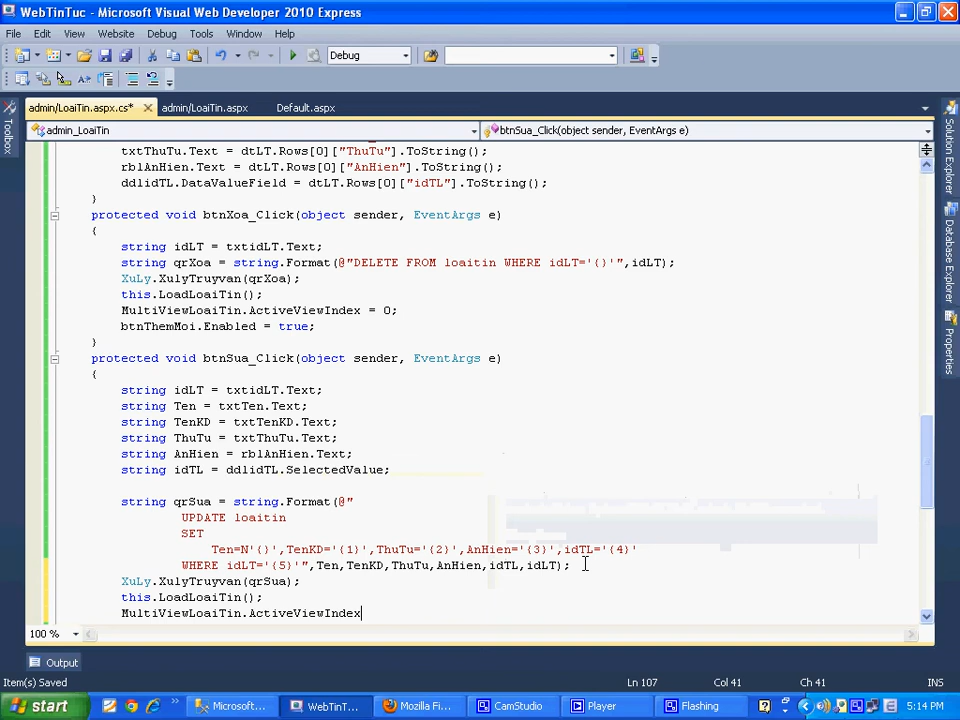 WebTinTuc - Microsoft Visual Web Developer 2010 Express
File Edit View Website Debug Tools Window Help
Debug
admin/LoaiTin.aspx.cs* admin/LoaiTin.aspx Default.aspx
admin_LoaiTin btnSua_Click(object sender, EventArgs e)
txtThuTu.Text = dtLT.Rows[0]["ThuTu"].ToString();
rblAnHien.Text = dtLT.Rows[0]["AnHien"].ToString();
ddlidTL.DataValueField = dtLT.Rows[0]["idTL"].ToString();
}
protected void btnXoa_Click(object sender, EventArgs e)
{
string idLT = txtidLT.Text;
string qrXoa = string.Format(@"DELETE FROM loaitin WHERE idLT='{}'",idLT);
XuLy.XulyTruyvan(qrXoa);
this.LoadLoaiTin();
MultiViewLoaiTin.ActiveViewIndex = 0;
btnThemMoi.Enabled = true;
}
protected void btnSua_Click(object sender, EventArgs e)
{
string idLT = txtidLT.Text;
string Ten = txtTen.Text;
string TenKD = txtTenKD.Text;
string ThuTu = txtThuTu.Text;
string AnHien = rblAnHien.Text;
string idTL = ddlidTL.SelectedValue;
string qrSua = string.Format(@"
UPDATE loaitin
SET
Ten=N'{}',TenKD='{1}',ThuTu='{2}',AnHien='{3}',idTL='{4}'
WHERE idLT='{5}'",Ten,TenKD,ThuTu,AnHien,idTL,idLT);
XuLy.XulyTruyvan(qrSua);
this.LoadLoaiTin();
MultiViewLoaiTin.ActiveViewIndex
100 %
Output
Item(s) Saved Ln 107 Col 41 Ch 41 INS
start Microsoft... WebTinT... Mozilla Fi... CamStudio Player Flashing 5:14 PM
Toolbox
Solution Explorer
Database Explorer
Properties